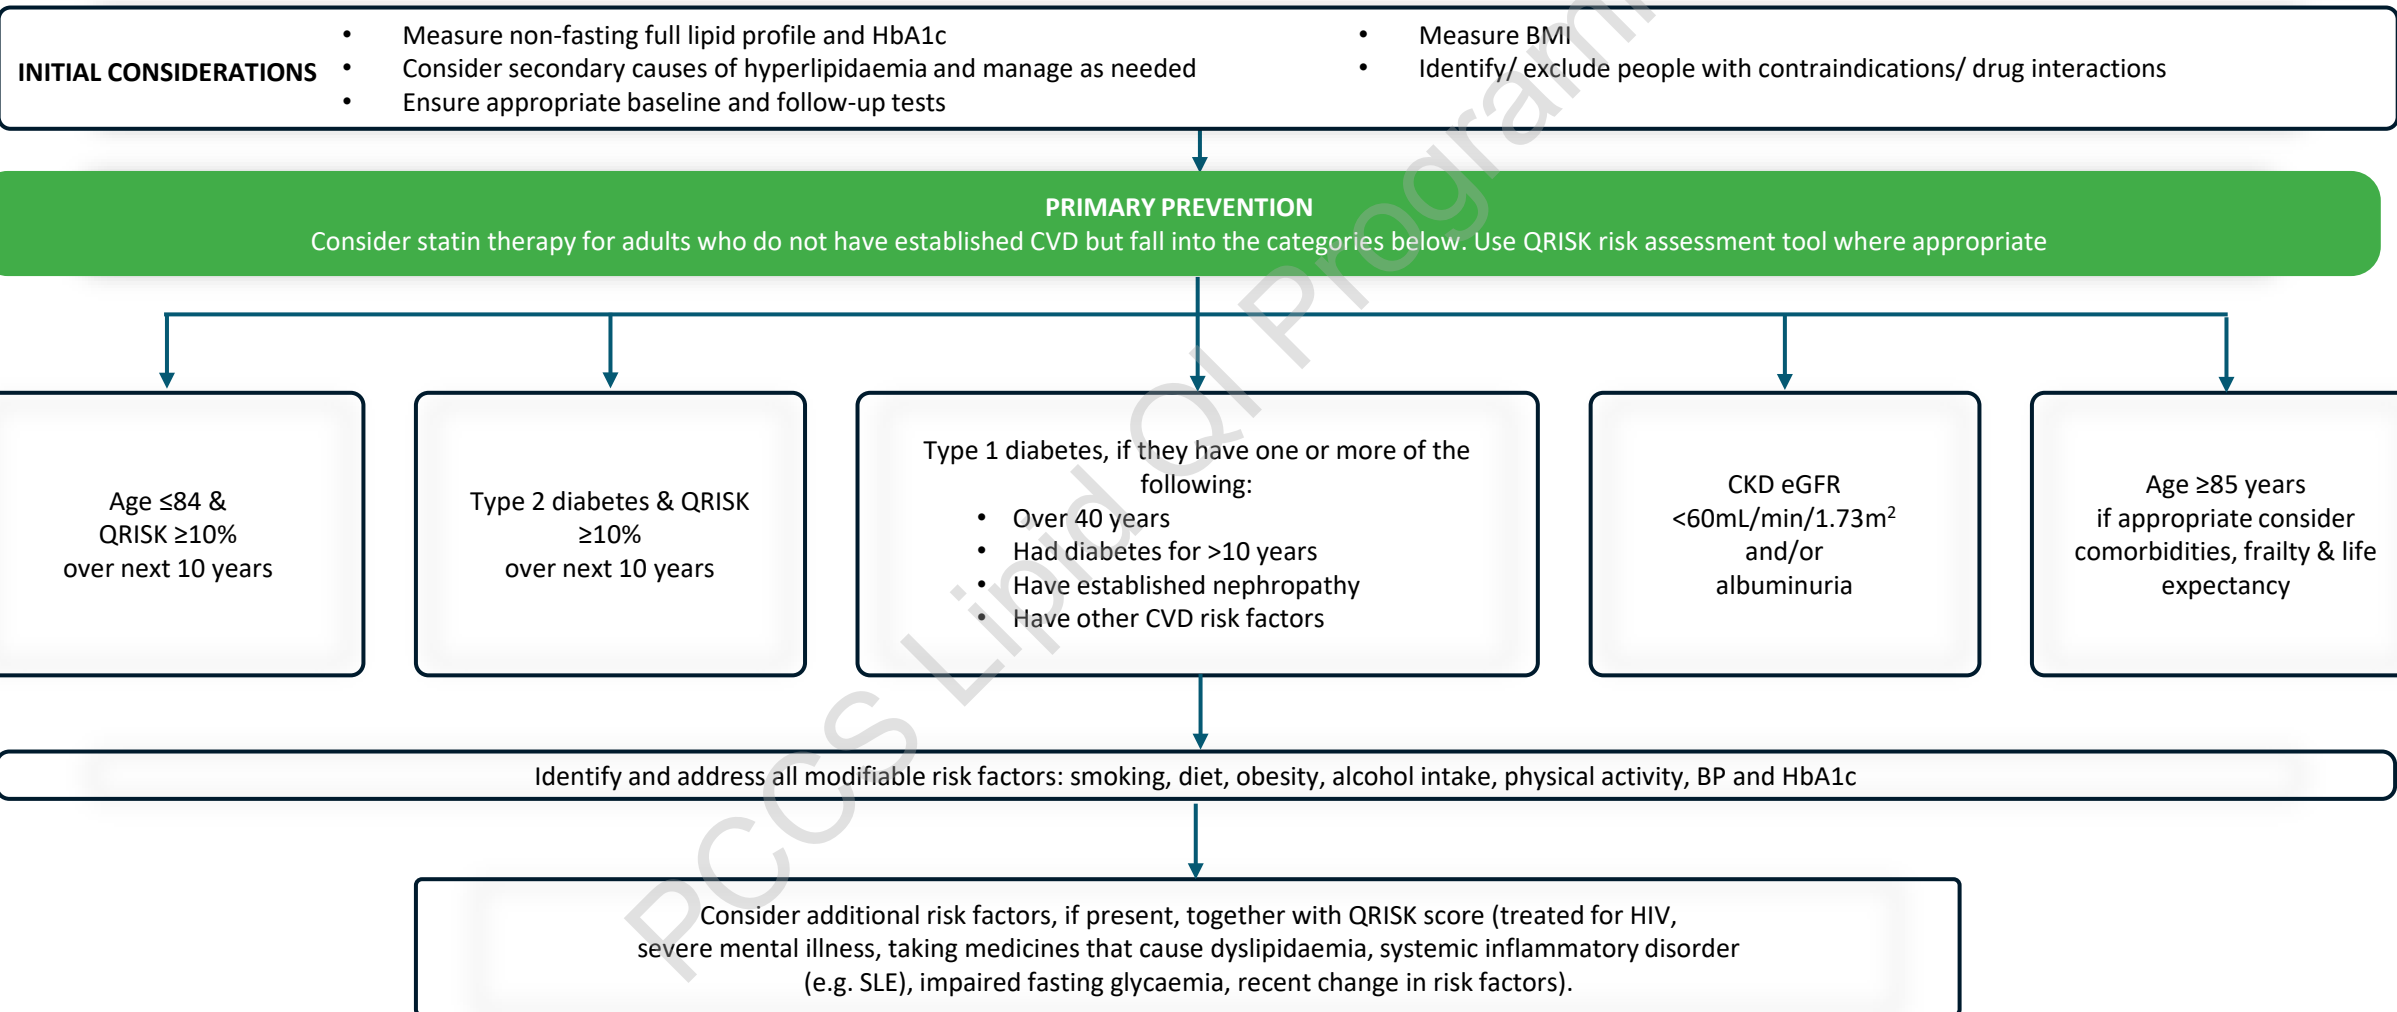 INITIAL CONSIDERATIONS
• Measure non-fasting full lipid profile and HbA1c
• Consider secondary causes of hyperlipidaemia and manage as needed
• Ensure appropriate baseline and follow-up tests
• Measure BMI
• Identify/ exclude people with contraindications/ drug interactions
PRIMARY PREVENTION
Consider statin therapy for adults who do not have established CVD but fall into the categories below. Use QRISK risk assessment tool where appropriate
Age ≤84 &
QRISK ≥10%
over next 10 years
Type 2 diabetes & QRISK
≥10%
over next 10 years
Type 1 diabetes, if they have one or more of the
following:
• Over 40 years
• Had diabetes for >10 years
• Have established nephropathy
• Have other CVD risk factors
CKD eGFR
<60mL/min/1.73m²
and/or
albuminuria
Age ≥85 years
if appropriate consider
comorbidities, frailty & life
expectancy
Identify and address all modifiable risk factors: smoking, diet, obesity, alcohol intake, physical activity, BP and HbA1c
Consider additional risk factors, if present, together with QRISK score (treated for HIV,
severe mental illness, taking medicines that cause dyslipidaemia, systemic inflammatory disorder
(e.g. SLE), impaired fasting glycaemia, recent change in risk factors).
PCCS Lipid QI